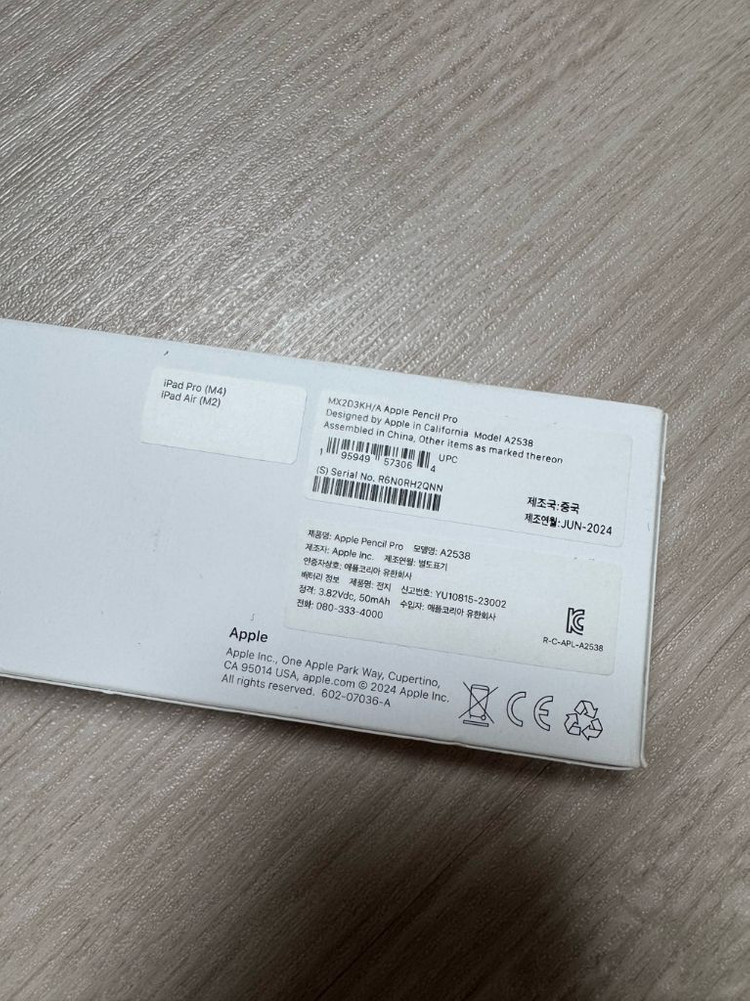 iPad Pro (M4)
iPad Air (M2)
MX2D3KH/A Apple Pencil Pro
Designed by Apple in California Model A2538
Assembled in China, Other items as marked thereon
1 95949 57306 4 UPC
(S) Serial No. R6N0RH2QNN
제조국:중국
제조연월:JUN-2024
제품명: Apple Pencil Pro 모델명: A2538
제조자: Apple Inc. 제조연월: 별도표기
인증자상호: 애플코리아 유한회사
배터리 정보 제품명: 전지 신고번호: YU10815-23002
정격: 3.82Vdc, 50mAh 수입자: 애플코리아 유한회사
전화: 080-333-4000
R-C-APL-A2538
Apple
Apple Inc., One Apple Park Way, Cupertino,
CA 95014 USA, apple.com © 2024 Apple Inc.
All rights reserved. 602-07036-A
CE